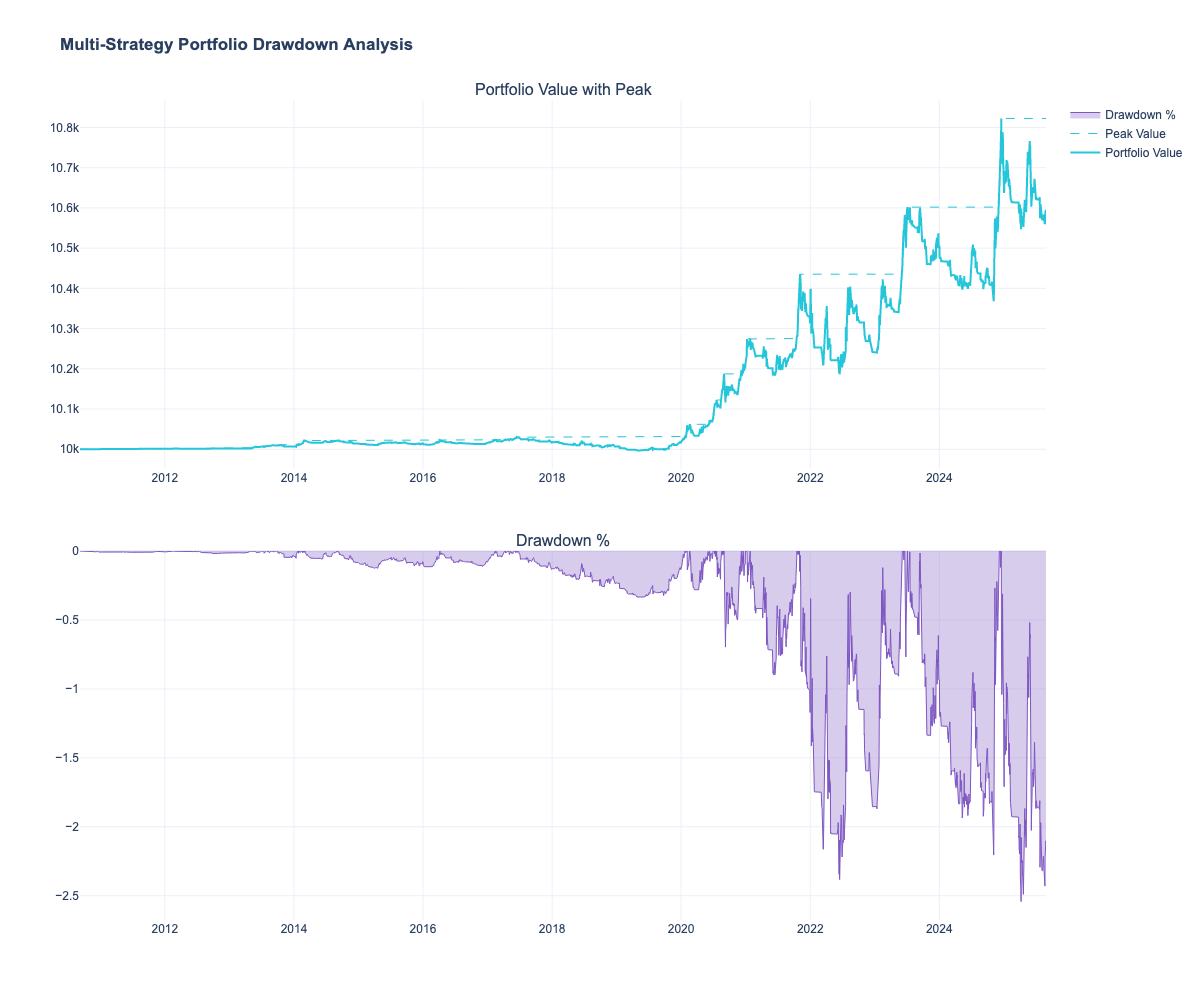 Multi-Strategy Portfolio Drawdown Analysis
Portfolio Value with Peak
Drawdown %
Peak Value
Portfolio Value
10.8k
10.7k
10.6k
10.5k
10.4k
10.3k
10.2k
10.1k
10k
2012 2014 2016 2018 2020 2022 2024
Drawdown %
0
−0.5
−1
−1.5
−2
−2.5
2012 2014 2016 2018 2020 2022 2024